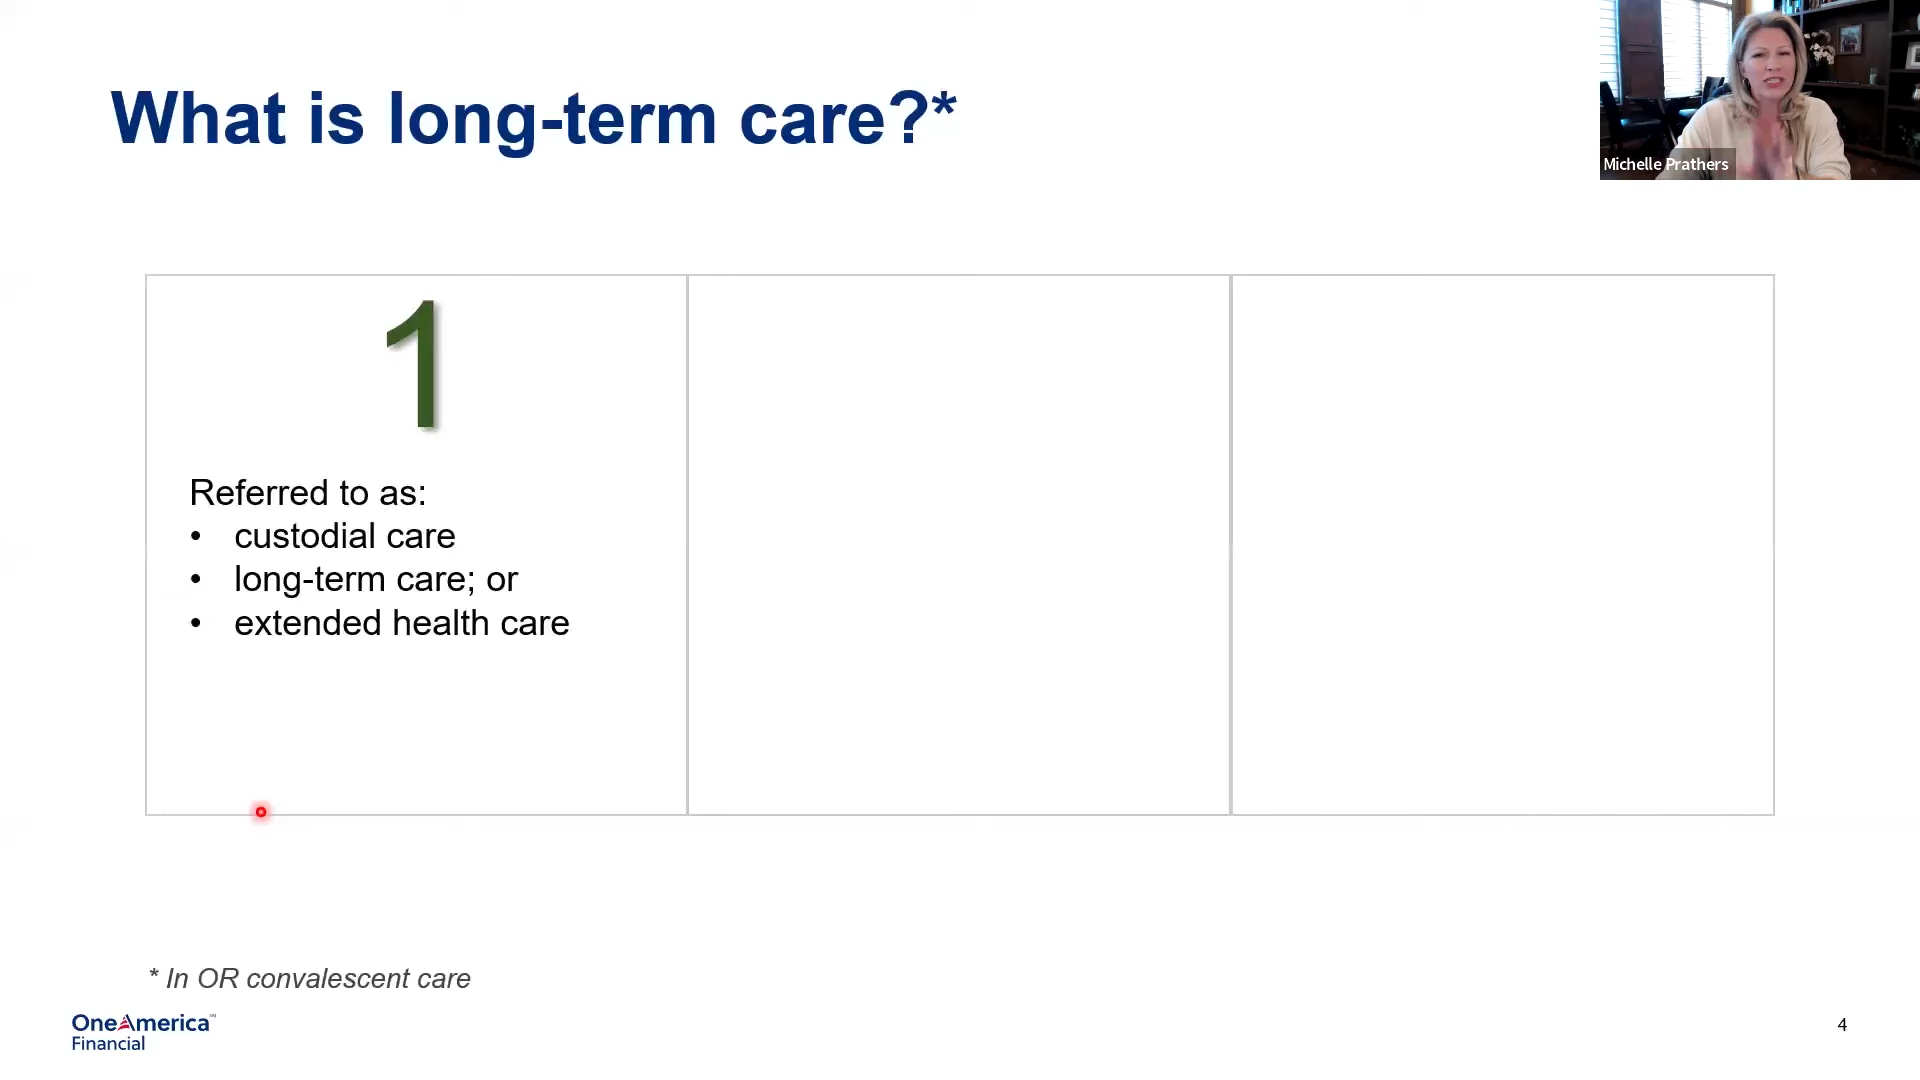 What is long-term care?*
Michelle Prathers
1
Referred to as:
• custodial care
• long-term care; or
• extended health care
* In OR convalescent care
OneAmerica™
Financial
4